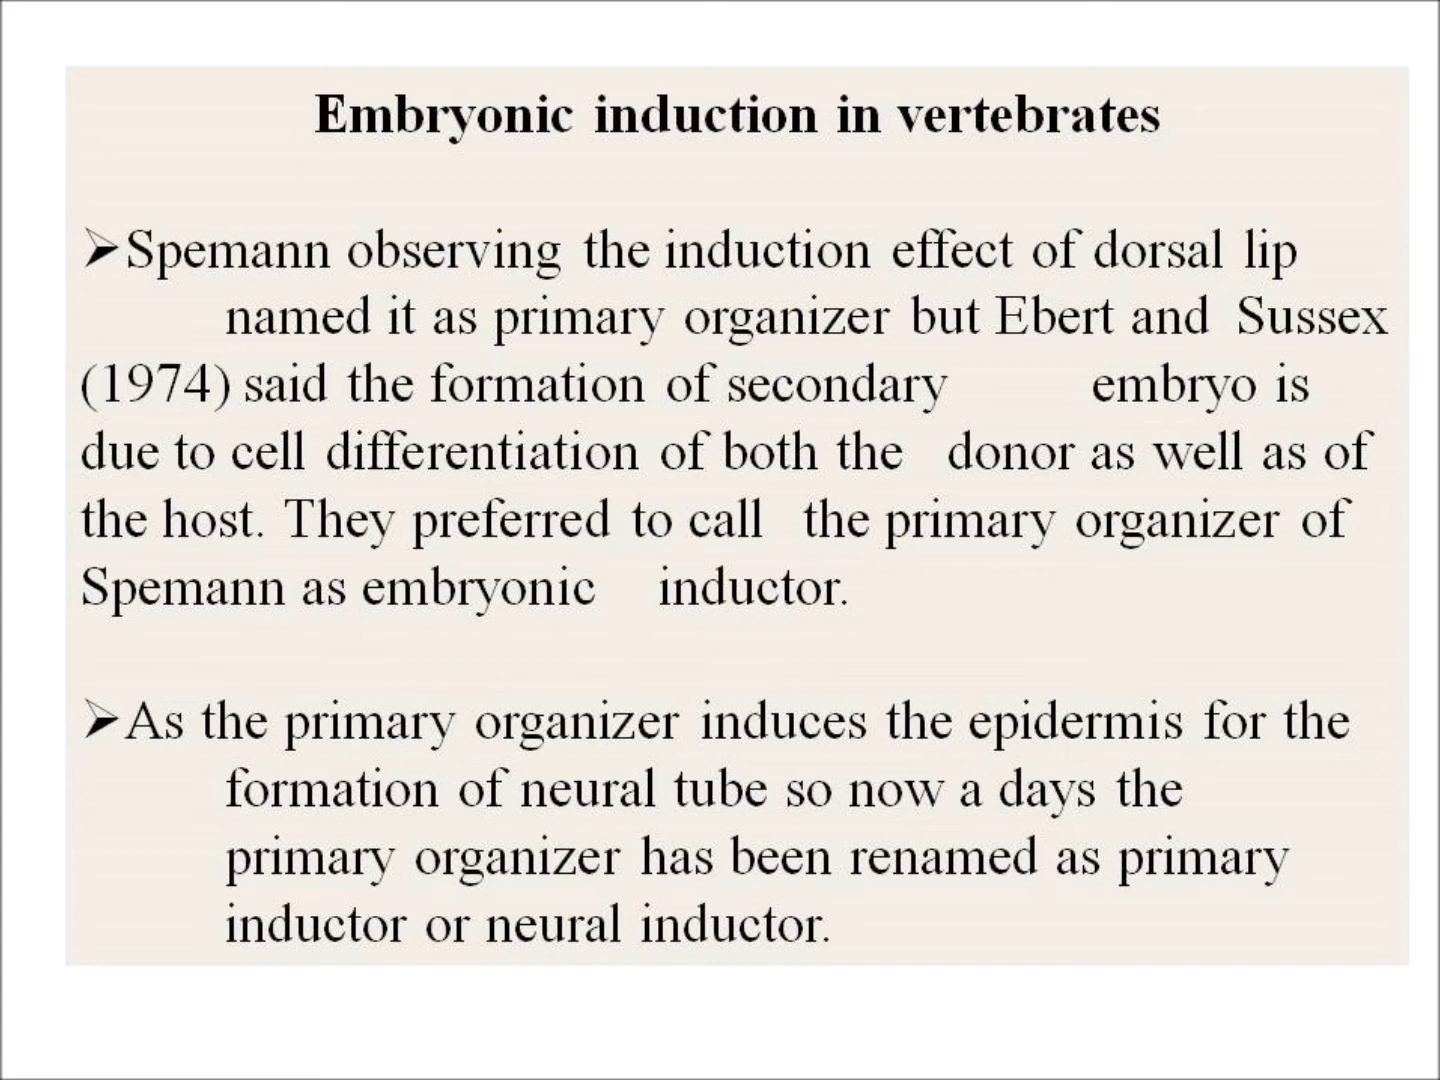 Embryonic induction in vertebrates
➢Spemann observing the induction effect of dorsal lip
named it as primary organizer but Ebert and Sussex
(1974) said the formation of secondary embryo is
due to cell differentiation of both the donor as well as of
the host. They preferred to call the primary organizer of
Spemann as embryonic inductor.
➢As the primary organizer induces the epidermis for the
formation of neural tube so now a days the
primary organizer has been renamed as primary
inductor or neural inductor.